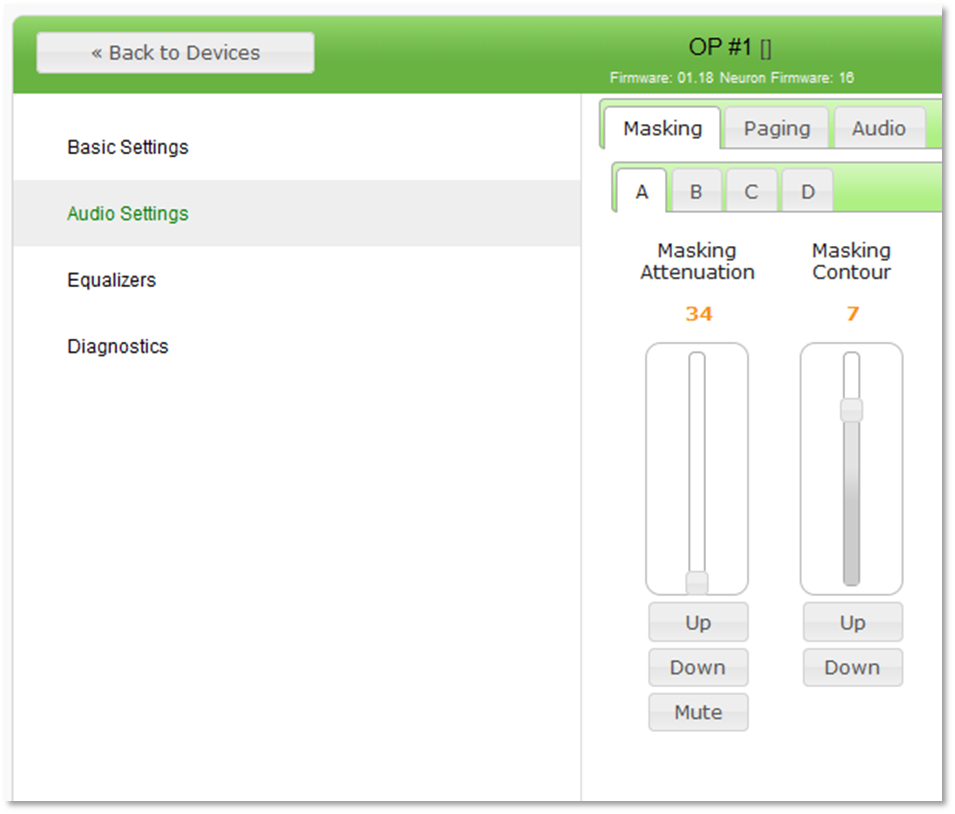 « Back to Devices
OP #1 []
Firmware: 01.18 Neuron Firmware: 16
Basic Settings
Audio Settings
Equalizers
Diagnostics
Masking Paging Audio
A B C D
Masking Attenuation
34
Up
Down
Mute
Masking Contour
7
Up
Down